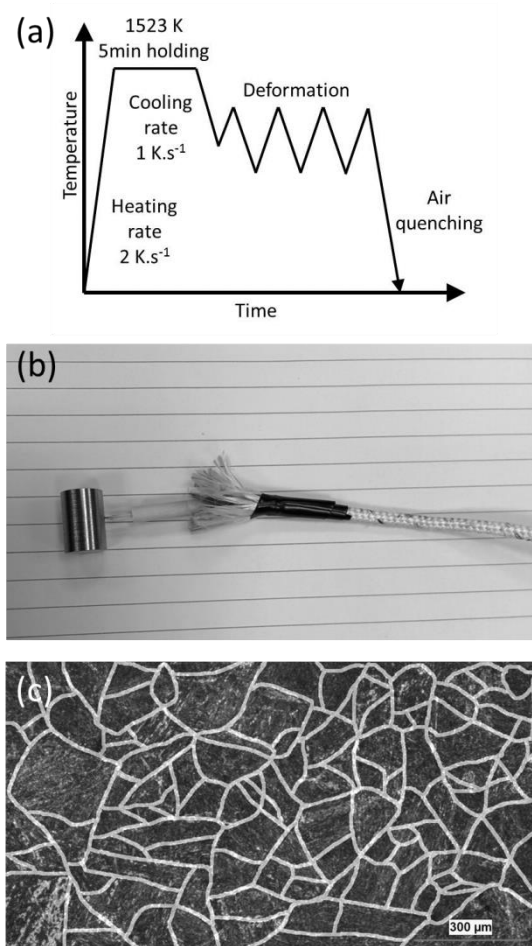 (a)
1523 K
5min holding
Deformation
Cooling
rate
1 K.s⁻¹
Heating
rate
2 K.s⁻¹
Air
quenching
Temperature
Time
(b)
(c)
300 μm